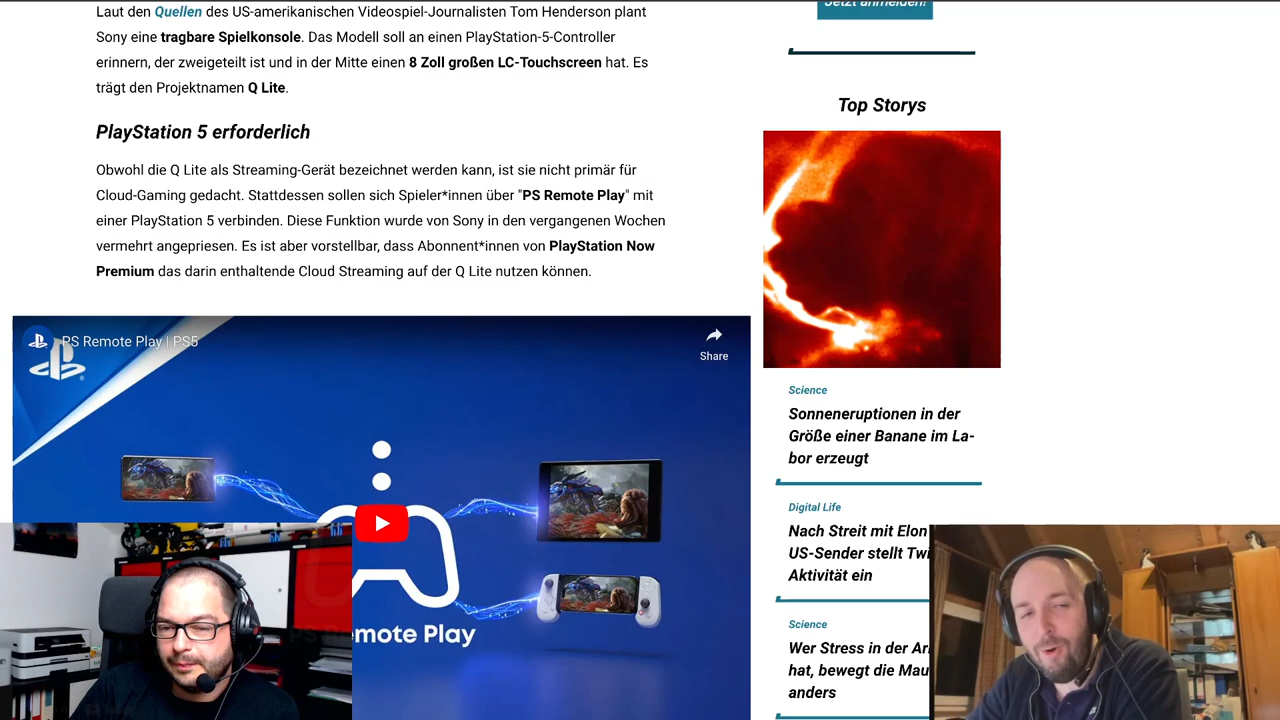 Laut den Quellen des US-amerikanischen Videospiel-Journalisten Tom Henderson plant
Sony eine tragbare Spielkonsole. Das Modell soll an einen PlayStation-5-Controller
erinnern, der zweigeteilt ist und in der Mitte einen 8 Zoll großen LC-Touchscreen hat. Es
trägt den Projektnamen Q Lite.
PlayStation 5 erforderlich
Obwohl die Q Lite als Streaming-Gerät bezeichnet werden kann, ist sie nicht primär für
Cloud-Gaming gedacht. Stattdessen sollen sich Spieler*innen über "PS Remote Play" mit
einer PlayStation 5 verbinden. Diese Funktion wurde von Sony in den vergangenen Wochen
vermehrt angepriesen. Es ist aber vorstellbar, dass Abonnent*innen von PlayStation Now
Premium das darin enthaltende Cloud Streaming auf der Q Lite nutzen können.
PS Remote Play | PS5
Share
emote Play
Jetzt anmelden!
Top Storys
Science
Sonneneruptionen in der
Größe einer Banane im La-
bor erzeugt
Digital Life
Nach Streit mit Elon
US-Sender stellt Twi
Aktivität ein
Science
Wer Stress in der Ar
hat, bewegt die Mau
anders